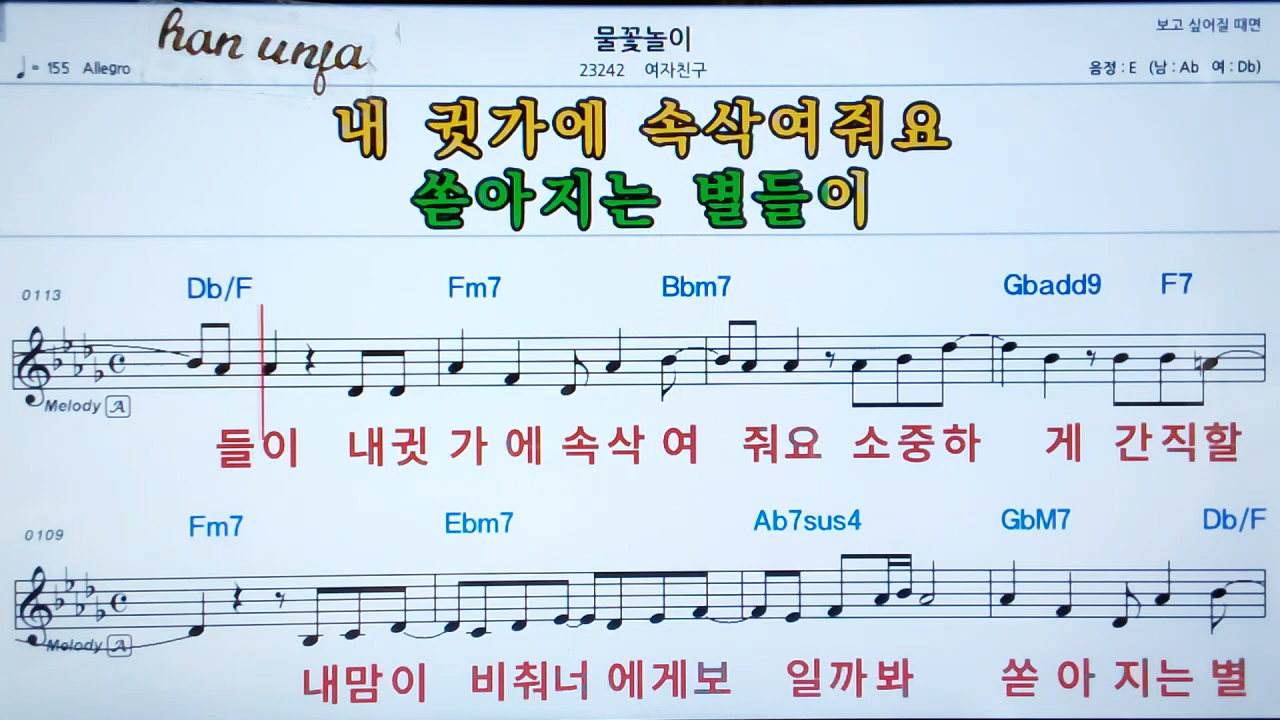 han unfa
물꽃놀이
보고 싶어질 때면
♩= 155 Allegro
23242 여자친구
음정 : E (남 : Ab 여 : Db)
내 귓가에 속삭여줘요
쏟아지는 별들이
0113 Db/F Fm7 Bbm7 Gbadd9 F7
Melody A
들이 내귓 가 에 속삭 여 줘요 소중하 게 간직할
0109 Fm7 Ebm7 Ab7sus4 GbM7 Db/F
Melody A
내맘이 비춰너 에게보 일까봐 쏟 아 지는 별